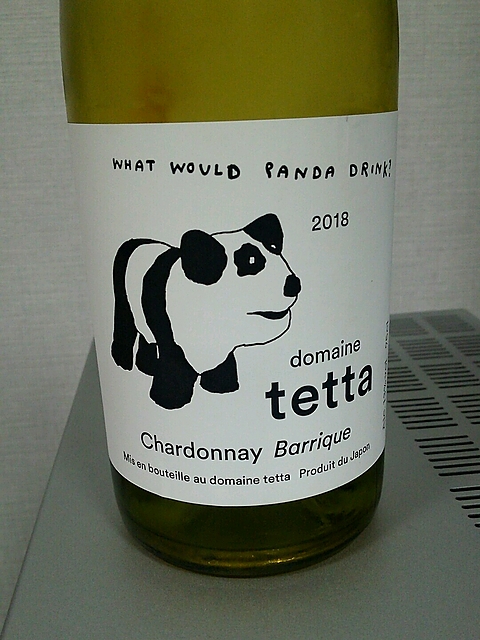 WHAT WOULD PANDA DRINK?
2018
domaine
tetta
Chardonnay Barrique
Mis en bouteille au domaine tetta Produit du Japon